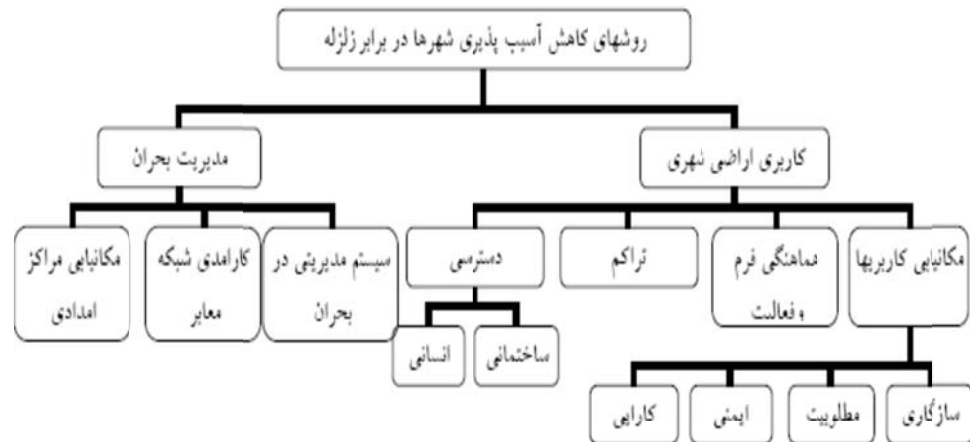 روشهای کاهش آسیب پذیری شهرها در برابر زلزله
کاربری اراضی شهری
مدیریت بحران
مکانیابی کاربریها
هماهنگی فرم
و فعالیت
تراکم
دسترسی
سیستم مدیریتی در
بحران
کارامدی شبکه
معابر
مکانیابی مراکز
امدادی
ساختمانی
انسانی
سازگاری
مطلوبیت
ایمنی
کارایی